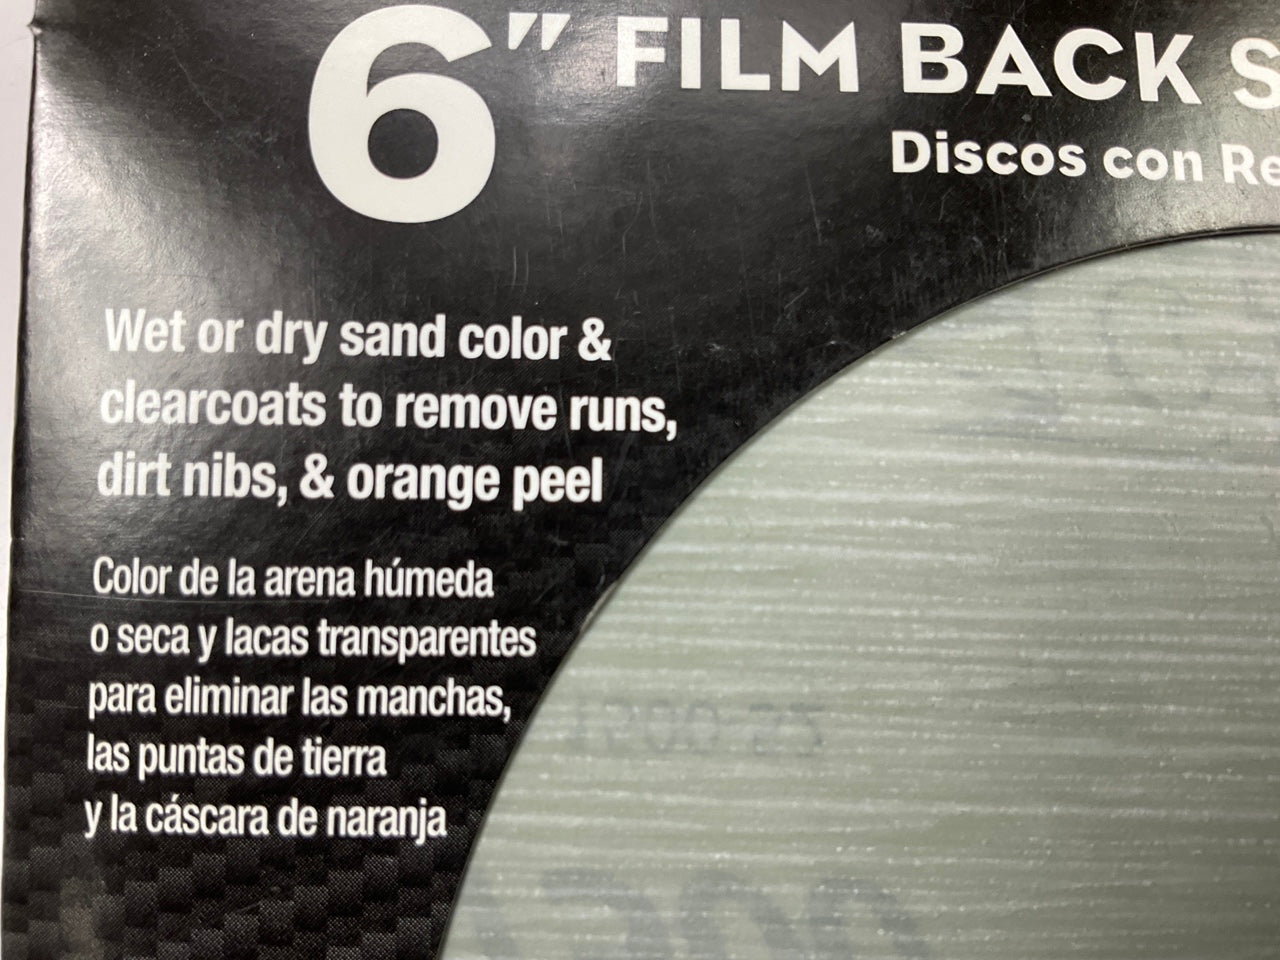 6" FILM BACK S
Discos con Re
Wet or dry sand color &
clearcoats to remove runs,
dirt nibs, & orange peel
Color de la arena húmeda
o seca y lacas transparentes
para eliminar las manchas,
las puntas de tierra
y la cáscara de naranja